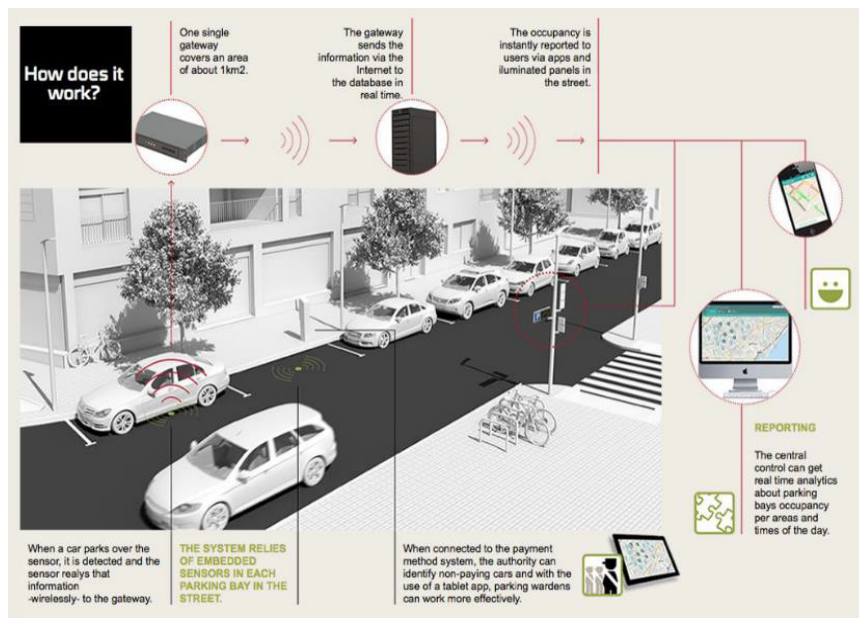 How does it
work?
One single
gateway
covers an area
of about 1km2.
The gateway
sends the
information via the
Internet to
the database in
real time.
The occupancy is
instantly reported to
users via apps and
iluminated panels in
the street.
REPORTING
The central
control can get
real time analytics
about parking
bays occupancy
per areas and
times of the day.
When a car parks over the
sensor, it is detected and the
sensor realys that
information
-wirelessly- to the gateway.
THE SYSTEM RELIES
OF EMBEDDED
SENSORS IN EACH
PARKING BAY IN THE
STREET.
When connected to the payment
method system, the authority can
identify non-paying cars and with the
use of a tablet app, parking wardens
can work more effectively.